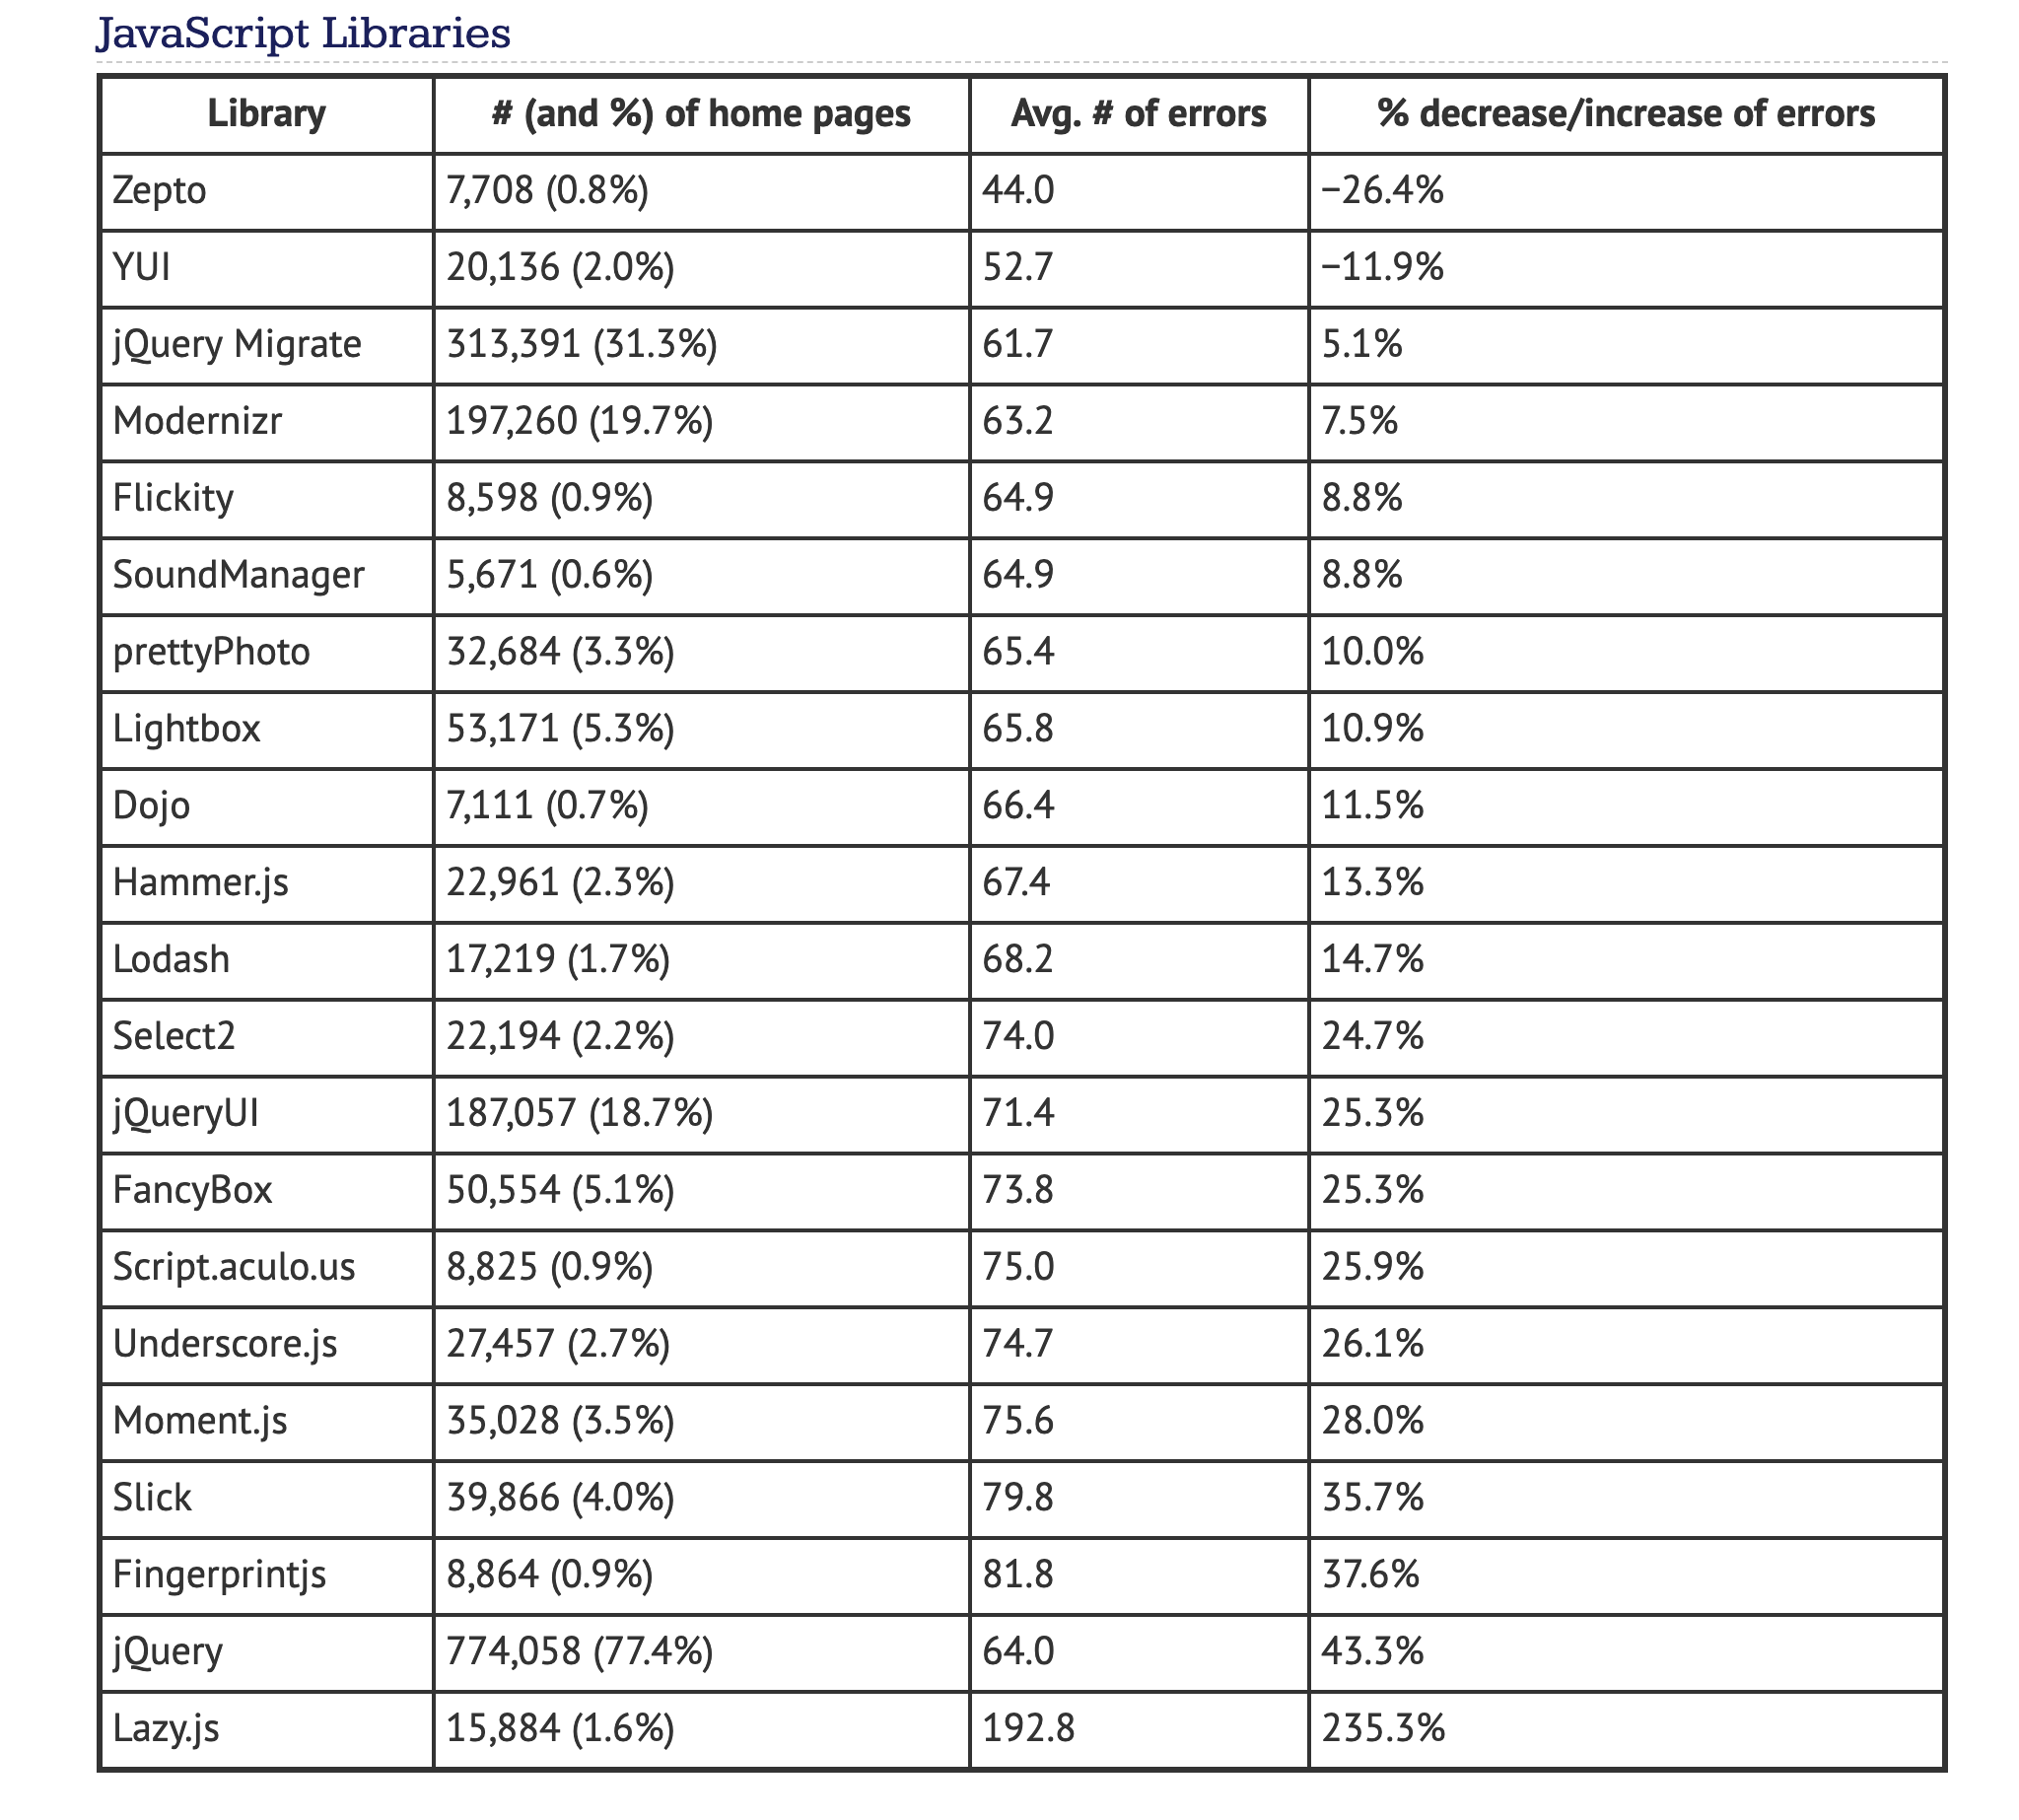 JavaScript Libraries
Library # (and %) of home pages Avg. # of errors % decrease/increase of errors
Zepto 7,708 (0.8%) 44.0 −26.4%
YUI 20,136 (2.0%) 52.7 −11.9%
jQuery Migrate 313,391 (31.3%) 61.7 5.1%
Modernizr 197,260 (19.7%) 63.2 7.5%
Flickity 8,598 (0.9%) 64.9 8.8%
SoundManager 5,671 (0.6%) 64.9 8.8%
prettyPhoto 32,684 (3.3%) 65.4 10.0%
Lightbox 53,171 (5.3%) 65.8 10.9%
Dojo 7,111 (0.7%) 66.4 11.5%
Hammer.js 22,961 (2.3%) 67.4 13.3%
Lodash 17,219 (1.7%) 68.2 14.7%
Select2 22,194 (2.2%) 74.0 24.7%
jQueryUI 187,057 (18.7%) 71.4 25.3%
FancyBox 50,554 (5.1%) 73.8 25.3%
Script.aculo.us 8,825 (0.9%) 75.0 25.9%
Underscore.js 27,457 (2.7%) 74.7 26.1%
Moment.js 35,028 (3.5%) 75.6 28.0%
Slick 39,866 (4.0%) 79.8 35.7%
Fingerprintjs 8,864 (0.9%) 81.8 37.6%
jQuery 774,058 (77.4%) 64.0 43.3%
Lazy.js 15,884 (1.6%) 192.8 235.3%